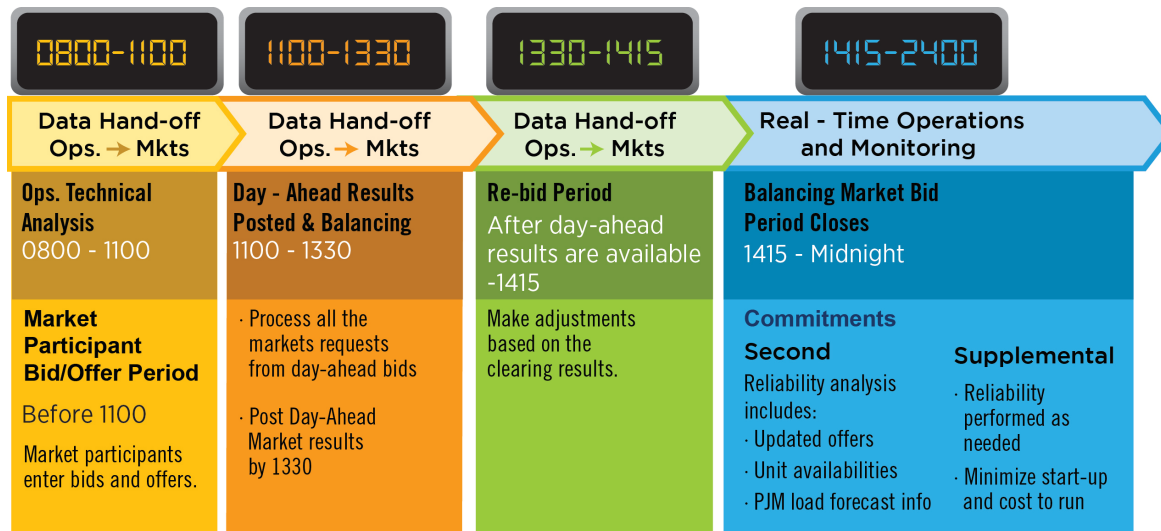 0800-1100
1100-1330
1330-1415
1415-2400
Data Hand-off
Ops. → Mkts
Data Hand-off
Ops. → Mkts
Data Hand-off
Ops. → Mkts
Real - Time Operations
and Monitoring
Ops. Technical
Analysis
0800 - 1100
Market
Participant
Bid/Offer Period
Before 1100
Market participants
enter bids and offers.
Day - Ahead Results
Posted & Balancing
1100 - 1330
· Process all the
markets requests
from day-ahead bids
· Post Day-Ahead
Market results
by 1330
Re-bid Period
After day-ahead
results are available
-1415
Make adjustments
based on the
clearing results.
Balancing Market Bid
Period Closes
1415 - Midnight
Commitments
Second
Reliability analysis
includes:
· Updated offers
· Unit availabilities
· PJM load forecast info
Supplemental
· Reliability
performed as
needed
· Minimize start-up
and cost to run